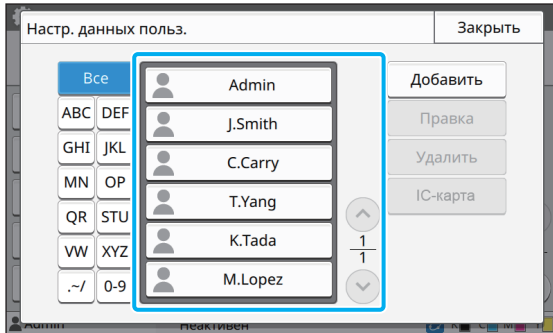 Настр. данных польз.
Закрыть
Все
ABC DEF
GHI JKL
MN OP
QR STU
VW XYZ
.~/ 0-9
Admin
J.Smith
C.Carry
T.Yang
K.Tada
M.Lopez
1
1
Добавить
Правка
Удалить
IC-карта
Admin
Неактивен
K C M Y